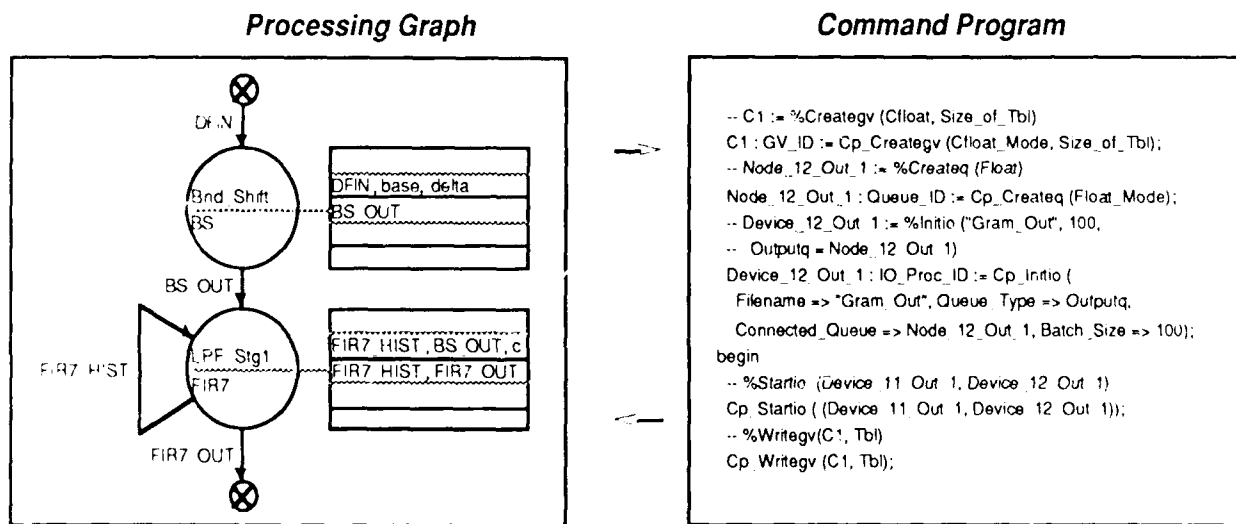 Processing Graph
DFIN
Bnd_Shift
BS
DFIN, base, delta
BS_OUT
BS_OUT
LPF_Stg1
FIR7
FIR7_HIST
FIR7_HIST, BS_OUT, c
FIR7_HIST, FIR7_OUT
FIR7_OUT
Command Program
-- C1 := %Creategv (Cfloat, Size_of_Tbl)
C1 : GV_ID := Cp_Creategv (Cfloat_Mode, Size_of_Tbl);
-- Node_12_Out_1 := %Createq (Float)
Node_12_Out_1 : Queue_ID := Cp_Createq (Float_Mode);
-- Device_12_Out_1 := %Initio ("Gram_Out", 100,
-- Outputq = Node_12_Out_1)
Device_12_Out_1 : IO_Proc_ID := Cp_Initio (
Filename => "Gram_Out", Queue_Type => Outputq,
Connected_Queue => Node_12_Out_1, Batch_Size => 100);
begin
-- %Startio (Device_11_Out_1, Device_12_Out_1)
Cp_Startio ( (Device_11_Out_1, Device_12_Out_1));
-- %Writegv(C1, Tbl)
Cp_Writegv (C1, Tbl);